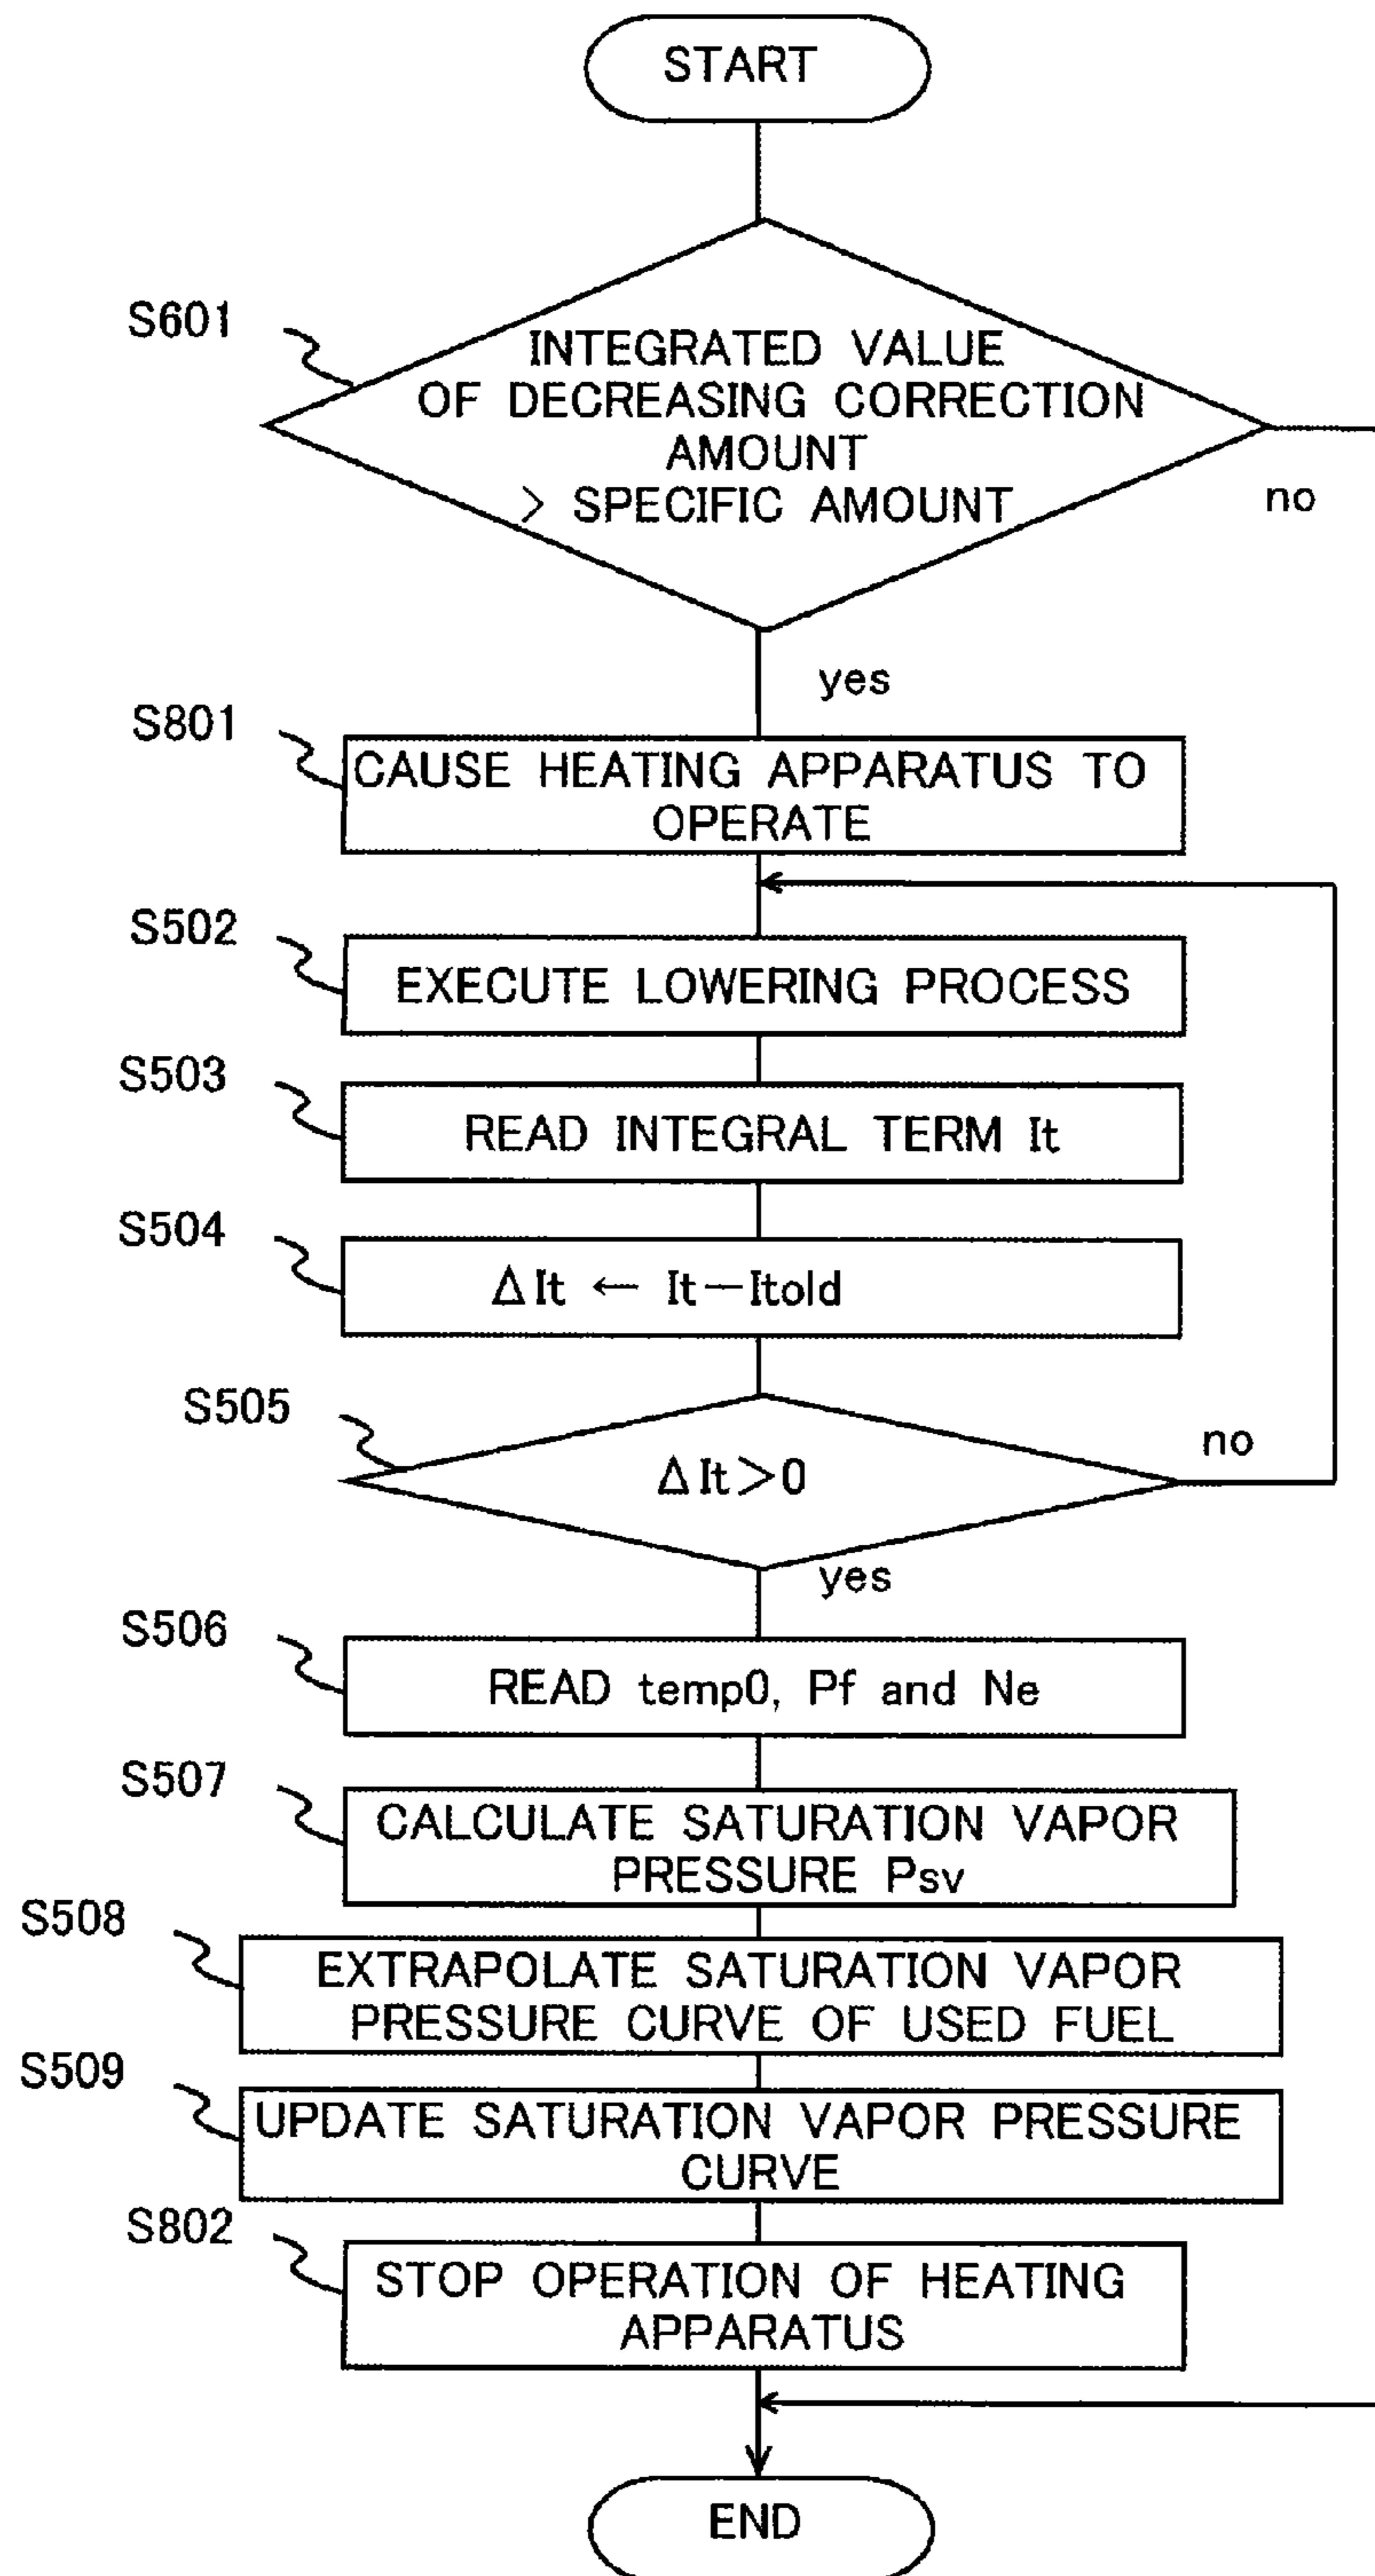 START
S601
INTEGRATED VALUE
OF DECREASING CORRECTION
AMOUNT
> SPECIFIC AMOUNT
no
yes
S801
CAUSE HEATING APPARATUS TO
OPERATE
S502
EXECUTE LOWERING PROCESS
S503
READ INTEGRAL TERM It
S504
ΔIt ← It−Itold
S505
ΔIt>0
no
yes
S506
READ temp0, Pf and Ne
S507
CALCULATE SATURATION VAPOR
PRESSURE Psv
S508
EXTRAPOLATE SATURATION VAPOR
PRESSURE CURVE OF USED FUEL
S509
UPDATE SATURATION VAPOR PRESSURE
CURVE
S802
STOP OPERATION OF HEATING
APPARATUS
END